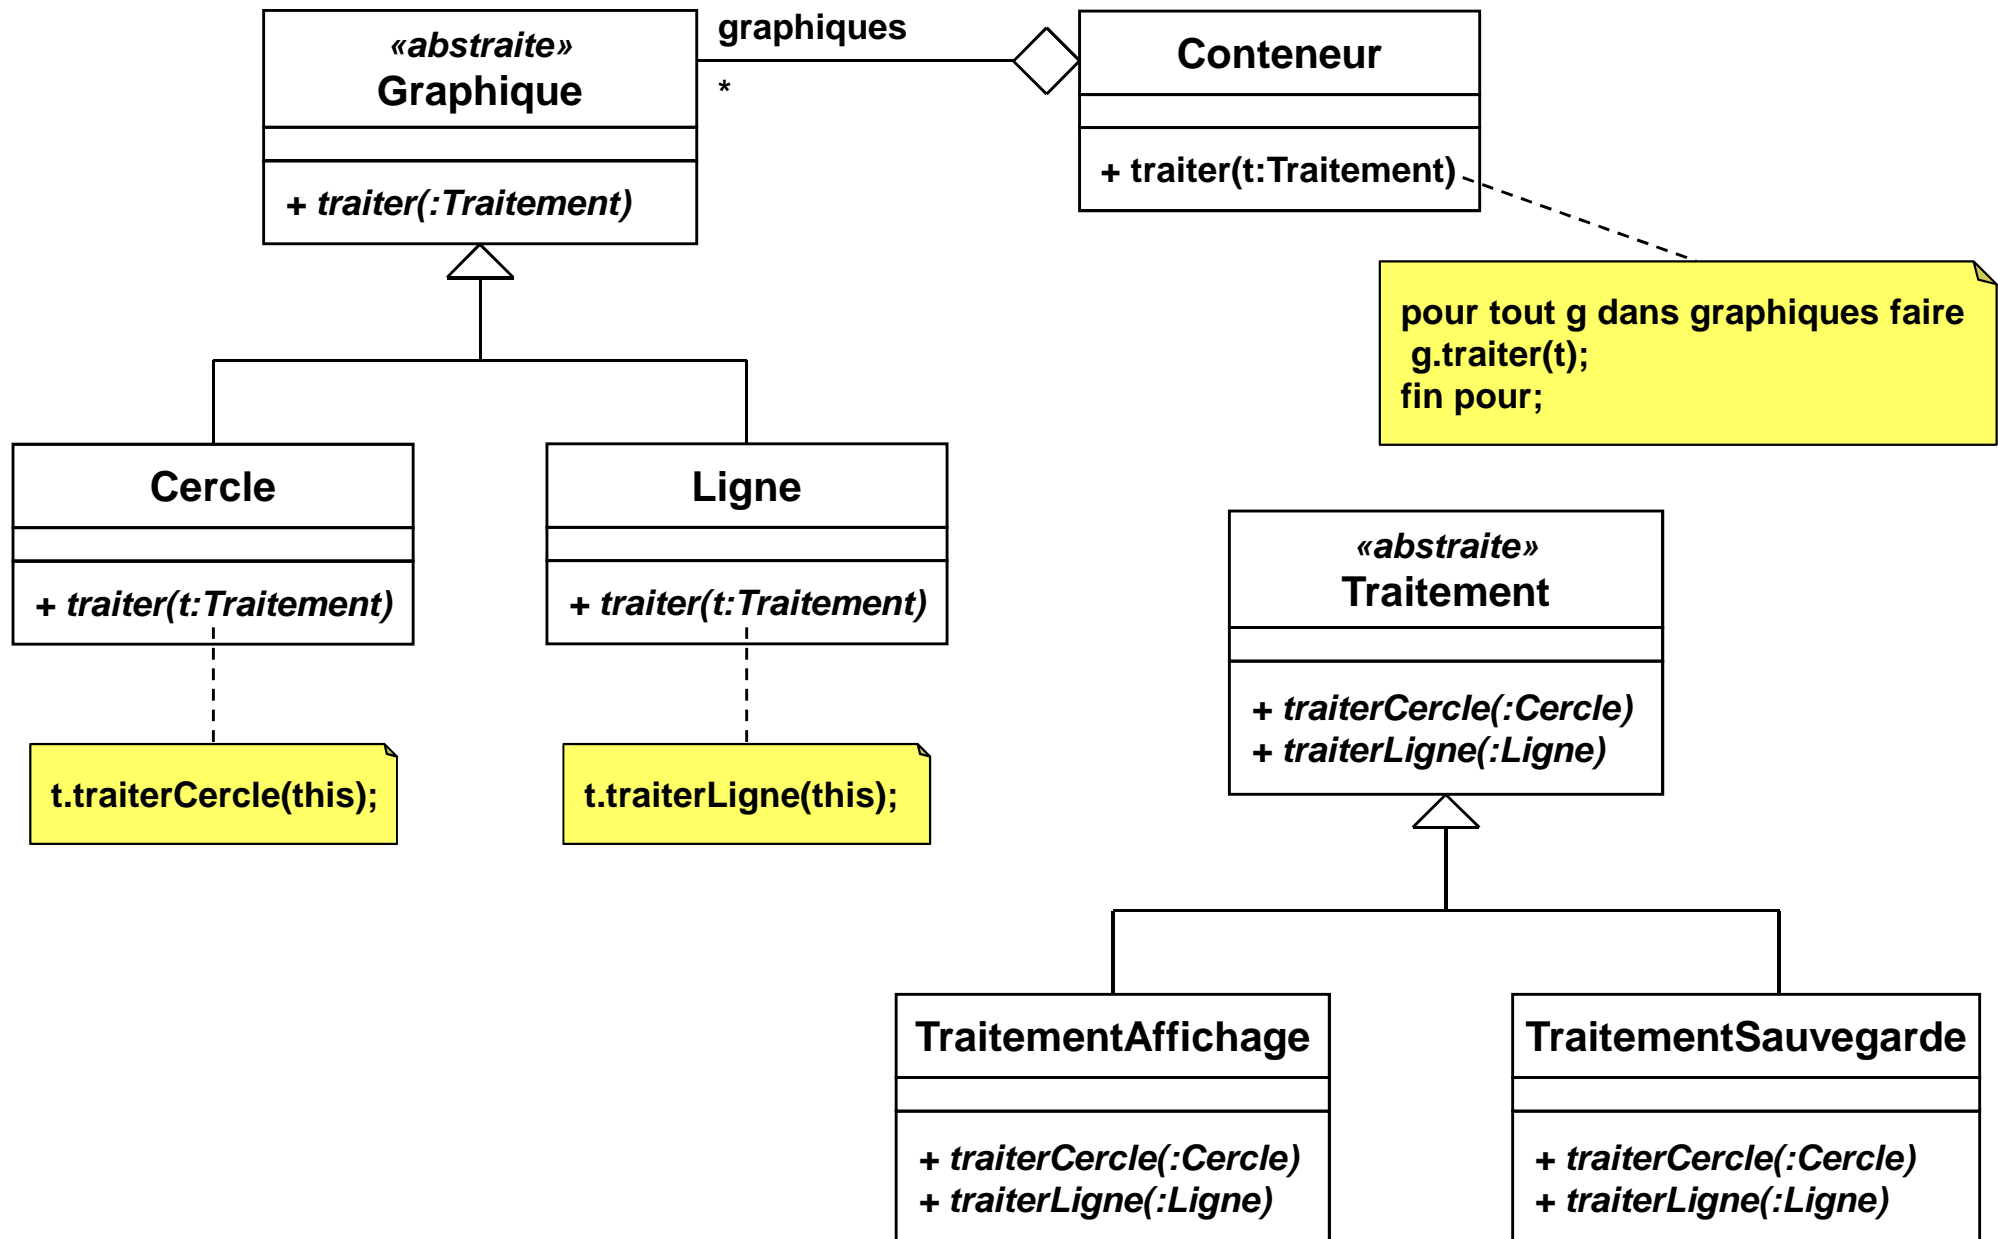 «abstraite»
Graphique
+ traiter(:Traitement)
graphiques
*
Conteneur
+ traiter(t:Traitement)
pour tout g dans graphiques faire
g.traiter(t);
fin pour;
Cercle
+ traiter(t:Traitement)
Ligne
+ traiter(t:Traitement)
t.traiterCercle(this);
t.traiterLigne(this);
«abstraite»
Traitement
+ traiterCercle(:Cercle)
+ traiterLigne(:Ligne)
TraitementAffichage
+ traiterCercle(:Cercle)
+ traiterLigne(:Ligne)
TraitementSauvegarde
+ traiterCercle(:Cercle)
+ traiterLigne(:Ligne)